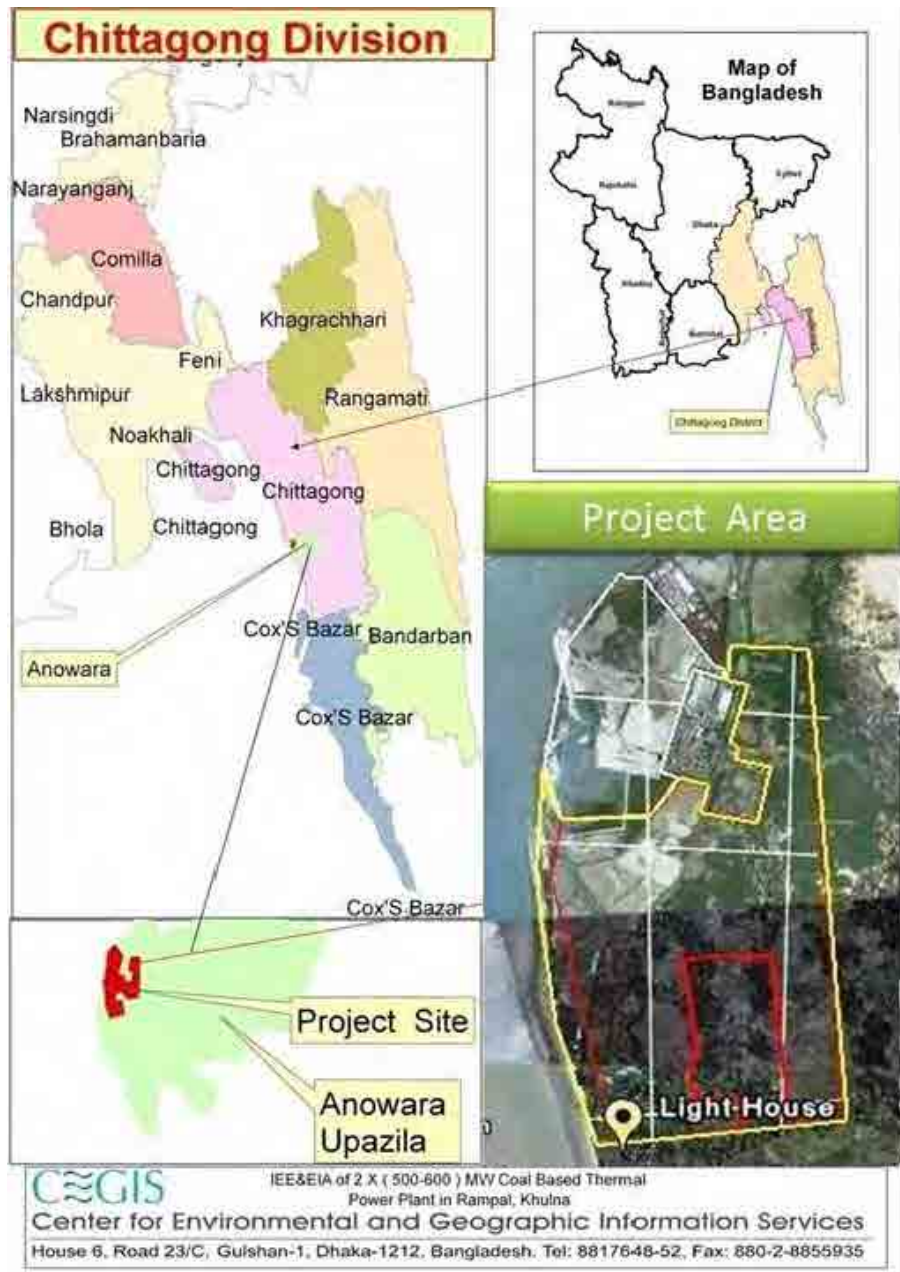 Chittagong Division
Narsingdi
Brahamanbaria
Narayanganj
Comilla
Chandpur
Khagrachhari
Feni
Lakshmipur
Rangamati
Noakhali
Chittagong
Chittagong
Bhola
Chittagong
Cox'S Bazar
Bandarban
Anowara
Cox'S Bazar
Cox'S Bazar
Map of
Bangladesh
Sylhet
Rajshahi
Dhaka
Khulna
Chittagong District
Project Area
Light-House
Project Site
Anowara
Upazila
CEGIS
IEE&EIA of 2 X ( 500-600 ) MW Coal Based Thermal
Power Plant in Rampal, Khulna
Center for Environmental and Geographic Information Services
House 6, Road 23/C, Gulshan-1, Dhaka-1212, Bangladesh. Tel: 8817648-52, Fax: 880-2-8855935